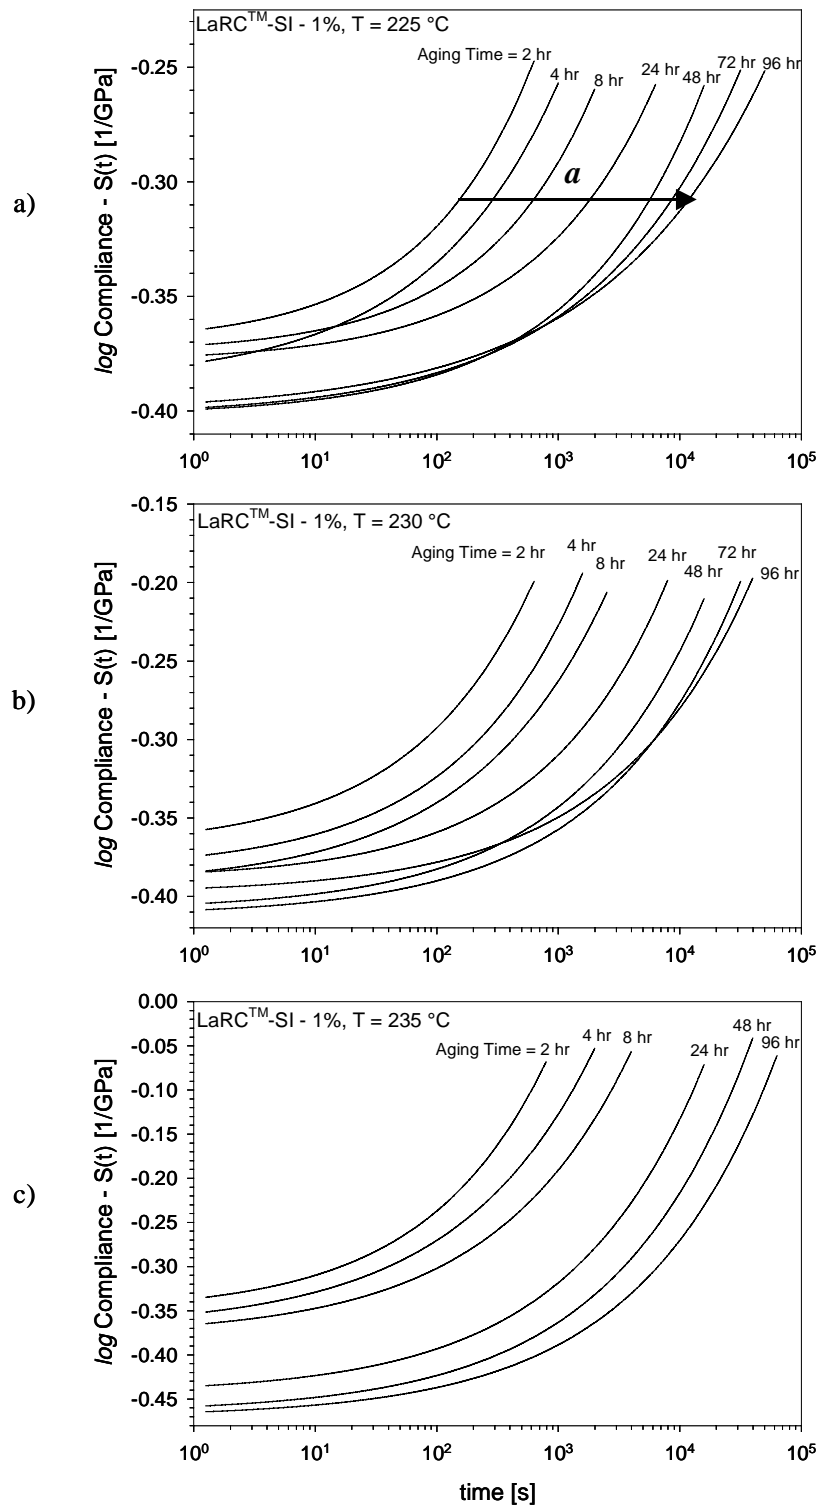 LaRC™-SI - 1%, T = 225 °C
Aging Time = 2 hr
4 hr
8 hr
24 hr
48 hr
72 hr
96 hr
a
a)
log Compliance - S(t) [1/GPa]
-0.25
-0.30
-0.35
-0.40
10⁰ 10¹ 10² 10³ 10⁴ 10⁵
LaRC™-SI - 1%, T = 230 °C
Aging Time = 2 hr
4 hr
8 hr
24 hr
48 hr
72 hr
96 hr
b)
log Compliance - S(t) [1/GPa]
-0.15
-0.20
-0.25
-0.30
-0.35
-0.40
10⁰ 10¹ 10² 10³ 10⁴ 10⁵
LaRC™-SI - 1%, T = 235 °C
Aging Time = 2 hr
4 hr
8 hr
24 hr
48 hr
96 hr
c)
log Compliance - S(t) [1/GPa]
0.00
-0.05
-0.10
-0.15
-0.20
-0.25
-0.30
-0.35
-0.40
-0.45
10⁰ 10¹ 10² 10³ 10⁴ 10⁵
time [s]